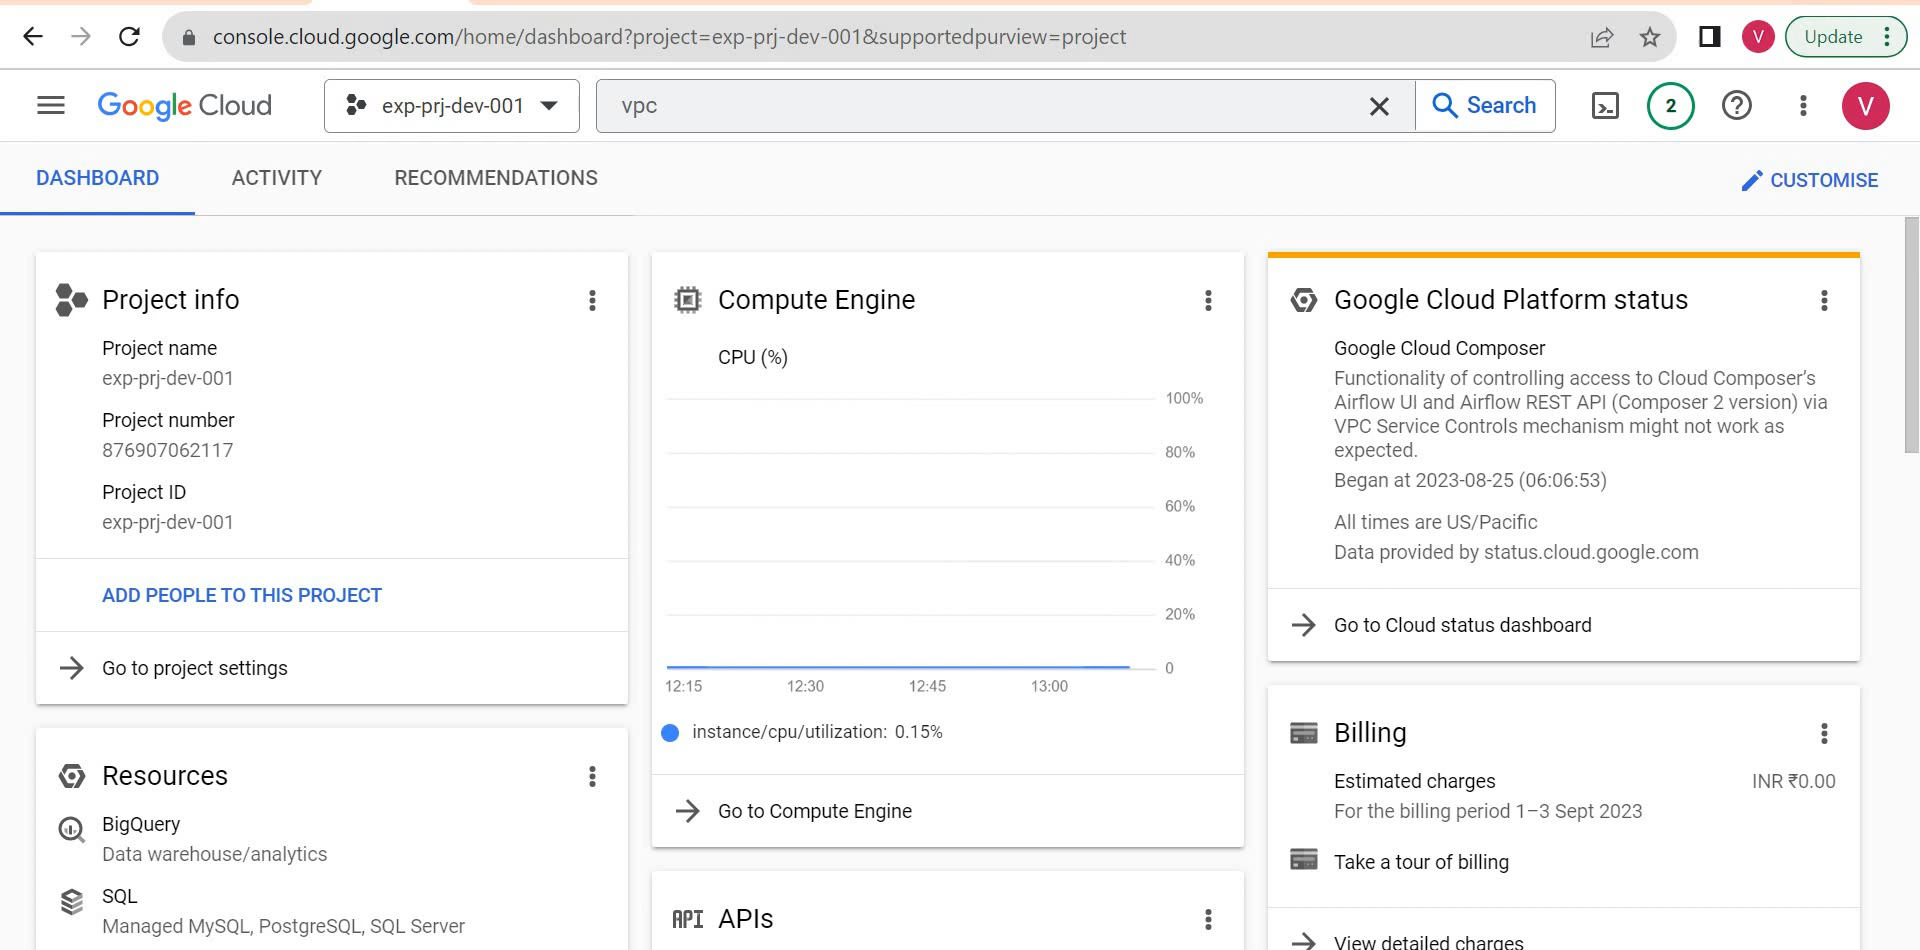 console.cloud.google.com/home/dashboard?project=exp-prj-dev-001&supportedpurview=project
V
Update
Google Cloud
exp-prj-dev-001
vpc
Search
2
V
DASHBOARD
ACTIVITY
RECOMMENDATIONS
CUSTOMISE
Project info
Project name
exp-prj-dev-001
Project number
876907062117
Project ID
exp-prj-dev-001
ADD PEOPLE TO THIS PROJECT
Go to project settings
Resources
BigQuery
Data warehouse/analytics
SQL
Managed MySQL, PostgreSQL, SQL Server
Compute Engine
CPU (%)
100%
80%
60%
40%
20%
0
12:15 12:30 12:45 13:00
instance/cpu/utilization: 0.15%
Go to Compute Engine
API APIs
Google Cloud Platform status
Google Cloud Composer
Functionality of controlling access to Cloud Composer’s
Airflow UI and Airflow REST API (Composer 2 version) via
VPC Service Controls mechanism might not work as
expected.
Began at 2023-08-25 (06:06:53)
All times are US/Pacific
Data provided by status.cloud.google.com
Go to Cloud status dashboard
Billing
Estimated charges INR ₹0.00
For the billing period 1–3 Sept 2023
Take a tour of billing
View detailed charges